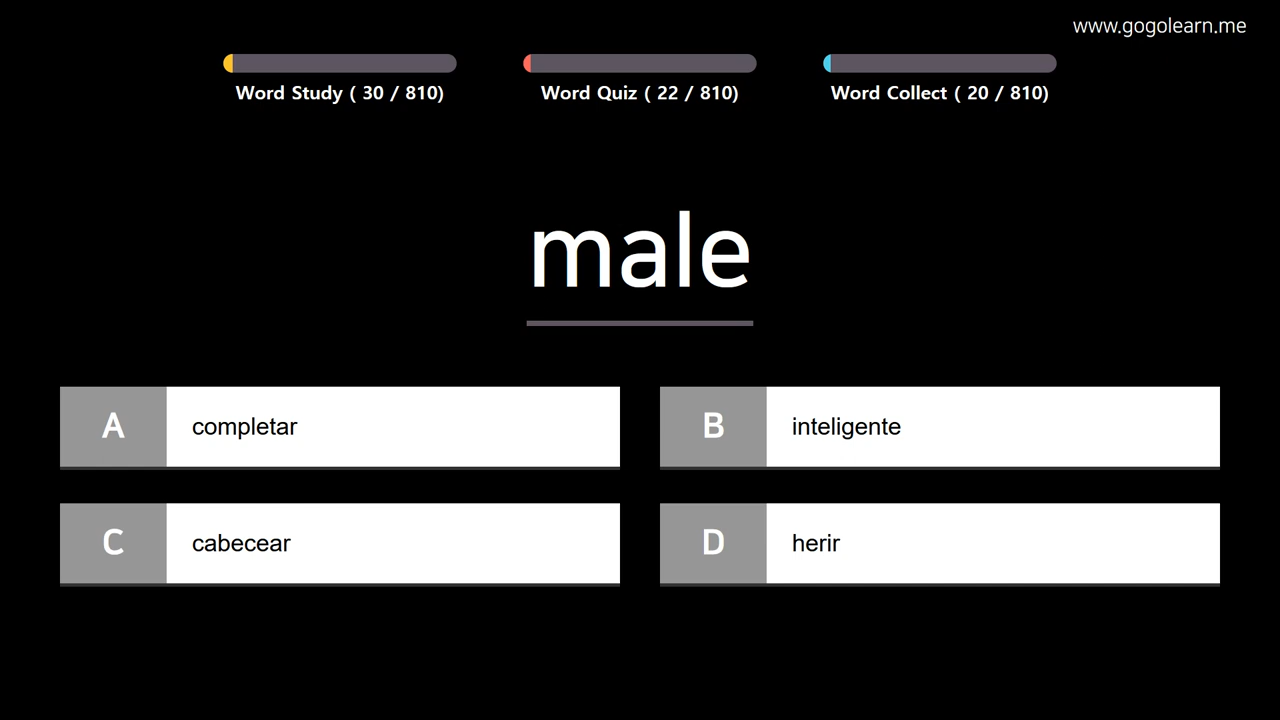 www.gogolearn.me
Word Study ( 30 / 810)
Word Quiz ( 22 / 810)
Word Collect ( 20 / 810)
male
A completar
B inteligente
C cabecear
D herir